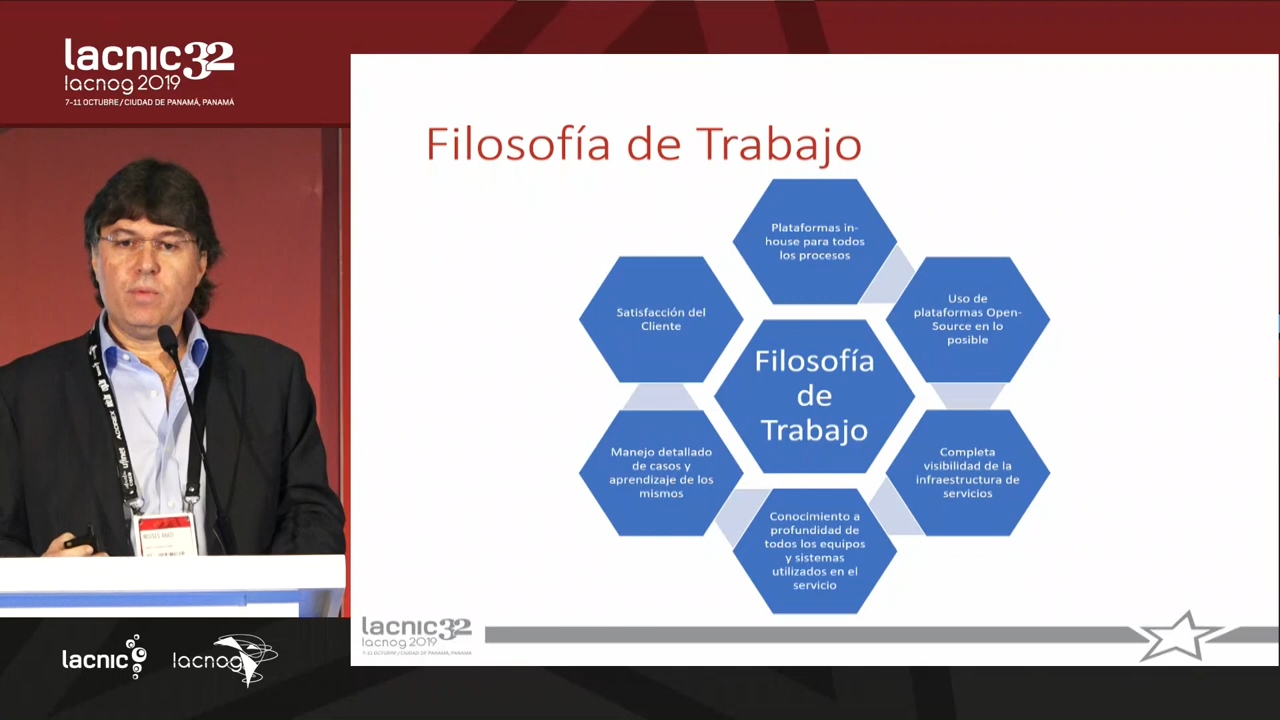 lacnic32
lacnog 2019
7-11 OCTUBRE / CIUDAD DE PANAMÁ, PANAMÁ
Filosofía de Trabajo
Plataformas in-
house para todos
los procesos
Uso de
plataformas Open-
Source en lo
posible
Completa
visibilidad de la
infraestructura de
servicios
Conocimiento a
profundidad de
todos los equipos
y sistemas
utilizados en el
servicio
Manejo detallado
de casos y
aprendizaje de los
mismos
Satisfacción del
Cliente
Filosofía
de
Trabajo
ufinet
lacnic32
lacnog 2019
7-11 OCTUBRE / CIUDAD DE PANAMÁ, PANAMÁ
lacnic
lacnog